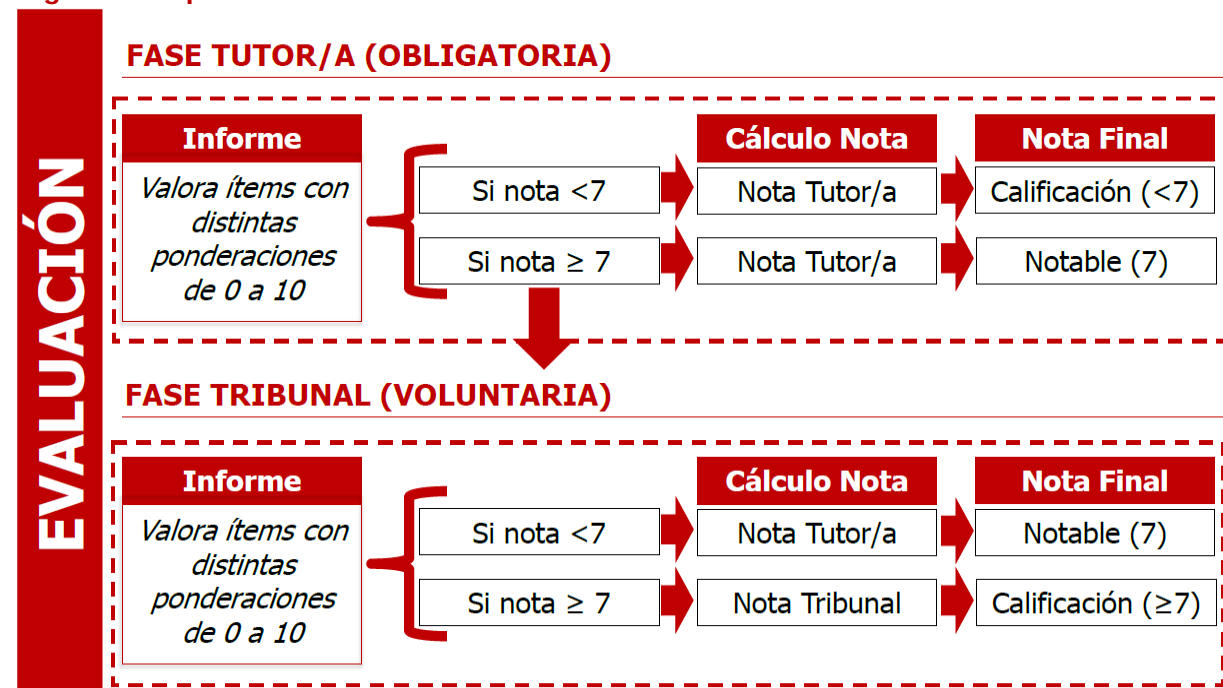 EVALUACIÓN
FASE TUTOR/A (OBLIGATORIA)
Informe
Valora ítems con
distintas
ponderaciones
de 0 a 10
Si nota <7
Si nota ≥ 7
Cálculo Nota
Nota Tutor/a
Nota Tutor/a
Nota Final
Calificación (<7)
Notable (7)
FASE TRIBUNAL (VOLUNTARIA)
Informe
Valora ítems con
distintas
ponderaciones
de 0 a 10
Si nota <7
Si nota ≥ 7
Cálculo Nota
Nota Tutor/a
Nota Tribunal
Nota Final
Notable (7)
Calificación (≥7)